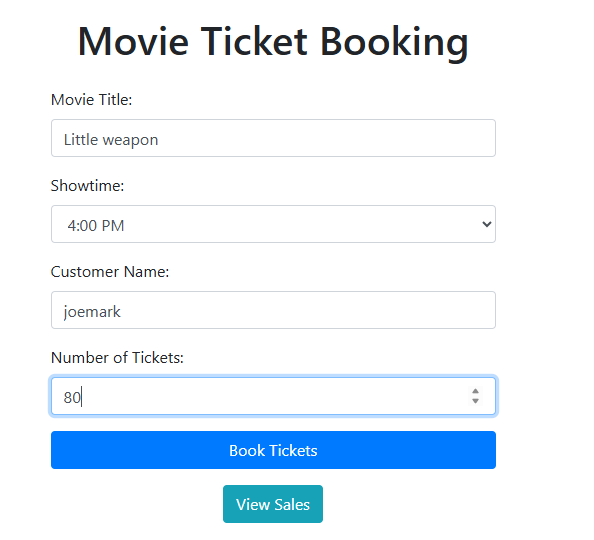 Movie Ticket Booking
Movie Title:
Little weapon
Showtime:
4:00 PM
Customer Name:
joemark
Number of Tickets:
80
Book Tickets
View Sales